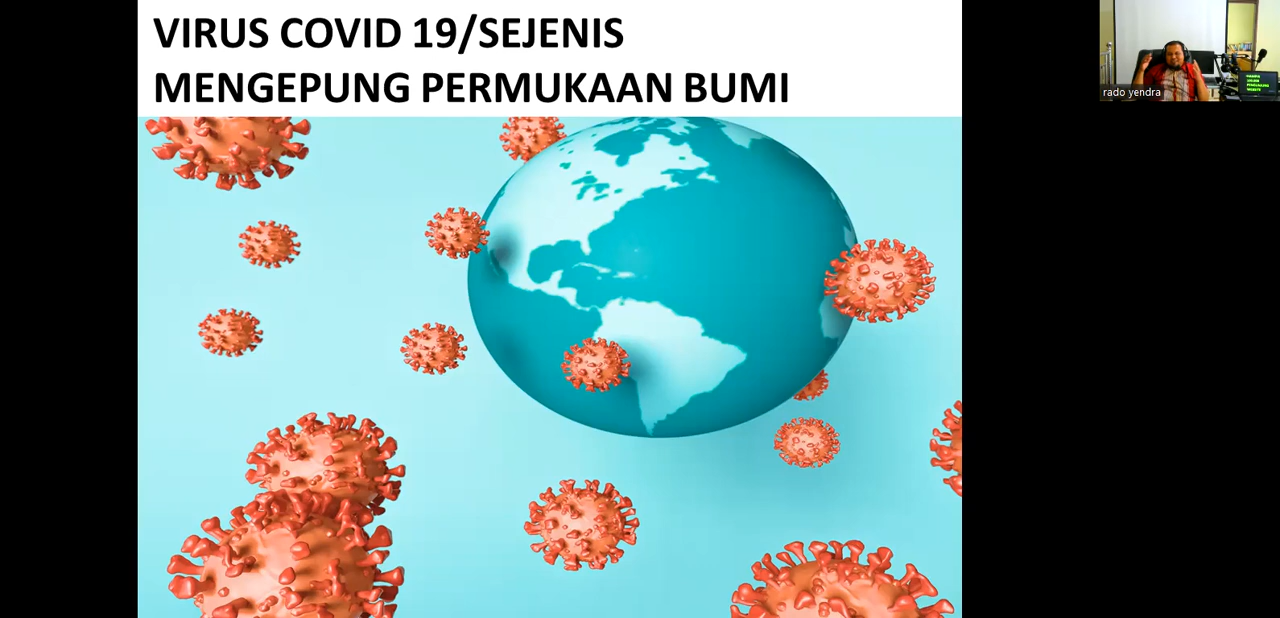 VIRUS COVID 19/SEJENIS
MENGEPUNG PERMUKAAN BUMI
rado yendra